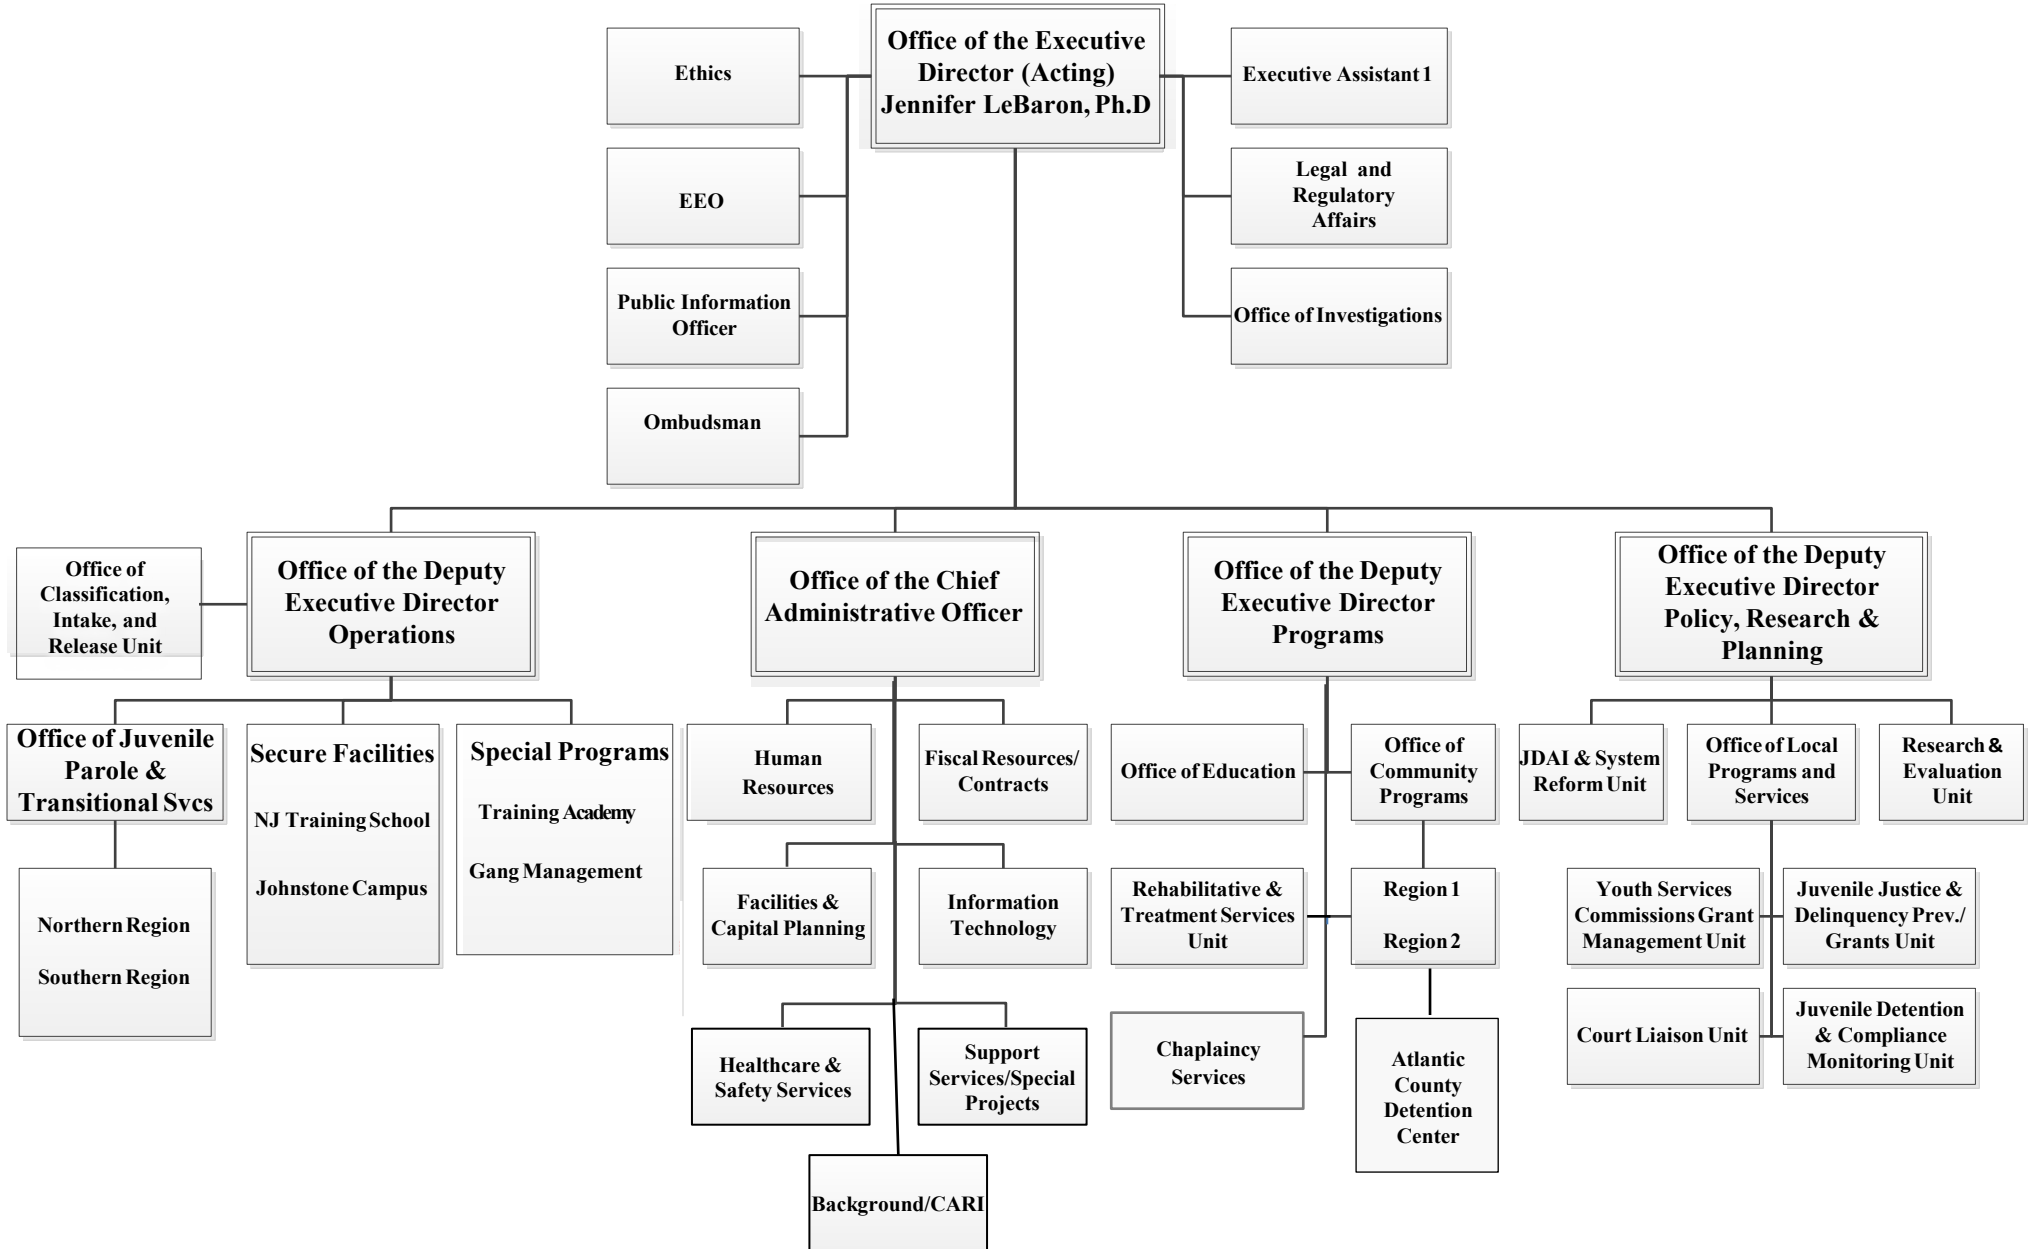 Office of the Executive
Director (Acting)
Jennifer LeBaron, Ph.D
Ethics
EEO
Public Information
Officer
Ombudsman
Executive Assistant 1
Legal and
Regulatory
Affairs
Office of Investigations
Office of
Classification,
Intake, and
Release Unit
Office of the Deputy
Executive Director
Operations
Office of the Chief
Administrative Officer
Office of the Deputy
Executive Director
Programs
Office of the Deputy
Executive Director
Policy, Research &
Planning
Office of Juvenile
Parole &
Transitional Svcs
Northern Region
Southern Region
Secure Facilities
NJ Training School
Johnstone Campus
Special Programs
Training Academy
Gang Management
Human
Resources
Fiscal Resources/
Contracts
Facilities &
Capital Planning
Information
Technology
Healthcare &
Safety Services
Support
Services/Special
Projects
Background/CARI
Office of Education
Office of
Community
Programs
Rehabilitative &
Treatment Services
Unit
Region 1
Region 2
Chaplaincy
Services
Atlantic
County
Detention
Center
JDAI & System
Reform Unit
Office of Local
Programs and
Services
Research &
Evaluation
Unit
Youth Services
Commissions Grant
Management Unit
Juvenile Justice &
Delinquency Prev./
Grants Unit
Court Liaison Unit
Juvenile Detention
& Compliance
Monitoring Unit